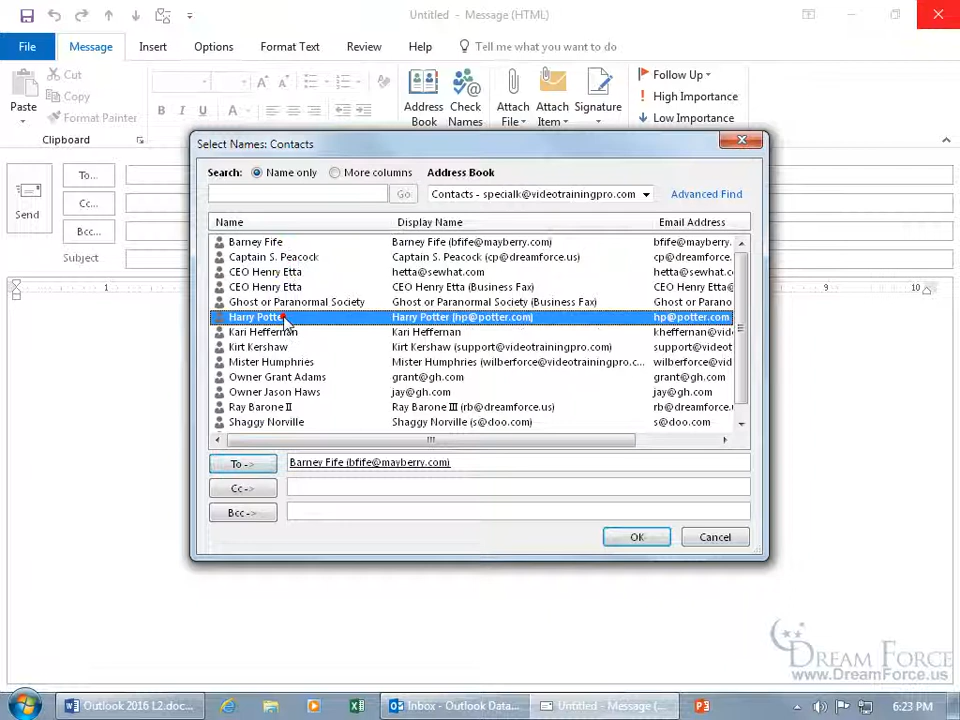 Untitled - Message (HTML)
File Message Insert Options Format Text Review Help Tell me what you want to do
Paste Cut Copy Format Painter
B I U A A A
Address Book Check Names Attach File Attach Item Signature
Follow Up High Importance Low Importance
Clipboard
Select Names: Contacts
Search: Name only More columns Address Book
Go Contacts - specialk@videotrainingpro.com Advanced Find
Name Display Name Email Address
Barney Fife Barney Fife (bfife@mayberry.com) bfife@mayberry.
Captain S. Peacock Captain S. Peacock (cp@dreamforce.us) cp@dreamforce.
CEO Henry Etta hetta@sewhat.com hetta@sewhat.c
CEO Henry Etta CEO Henry Etta (Business Fax) CEO Henry Etta@
Ghost or Paranormal Society Ghost or Paranormal Society (Business Fax) Ghost or Parano
Harry Potter Harry Potter (hp@potter.com) hp@potter.com
Kari Heffernan Kari Heffernan kheffernan@vid
Kirt Kershaw Kirt Kershaw (support@videotrainingpro.com) support@videot
Mister Humphries Mister Humphries (wilberforce@videotrainingpro.c... wilberforce@vid
Owner Grant Adams grant@gh.com grant@gh.com
Owner Jason Haws jay@gh.com jay@gh.com
Ray Barone II Ray Barone III (rb@dreamforce.us) rb@dreamforce.
Shaggy Norville Shaggy Norville (s@doo.com) s@doo.com
To -> Barney Fife (bfife@mayberry.com)
Cc ->
Bcc ->
OK Cancel
Send To... Cc... Bcc... Subject
1 9 10
DREAM FORCE
www.DreamForce.us
Outlook 2016 L2.doc... Inbox - Outlook Data... Untitled - Message (... 6:23 PM